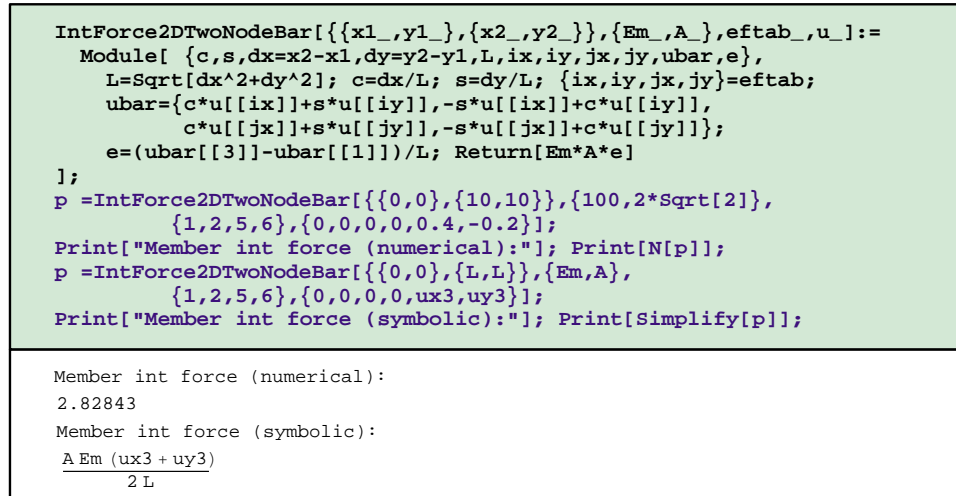 IntForce2DTwoNodeBar[{{x1_,y1_},{x2_,y2_}},{Em_,A_},eftab_,u_]:=
Module[ {c,s,dx=x2-x1,dy=y2-y1,L,ix,iy,jx,jy,ubar,e},
L=Sqrt[dx^2+dy^2]; c=dx/L; s=dy/L; {ix,iy,jx,jy}=eftab;
ubar={c*u[[ix]]+s*u[[iy]],-s*u[[ix]]+c*u[[iy]],
c*u[[jx]]+s*u[[jy]],-s*u[[jx]]+c*u[[jy]]};
e=(ubar[[3]]-ubar[[1]])/L; Return[Em*A*e]
];
p =IntForce2DTwoNodeBar[{{0,0},{10,10}},{100,2*Sqrt[2]},
{1,2,5,6},{0,0,0,0,0.4,-0.2}];
Print["Member int force (numerical):"]; Print[N[p]];
p =IntForce2DTwoNodeBar[{{0,0},{L,L}},{Em,A},
{1,2,5,6},{0,0,0,0,ux3,uy3}];
Print["Member int force (symbolic):"]; Print[Simplify[p]];
Member int force (numerical):
2.82843
Member int force (symbolic):
A Em (ux3 + uy3)
2 L